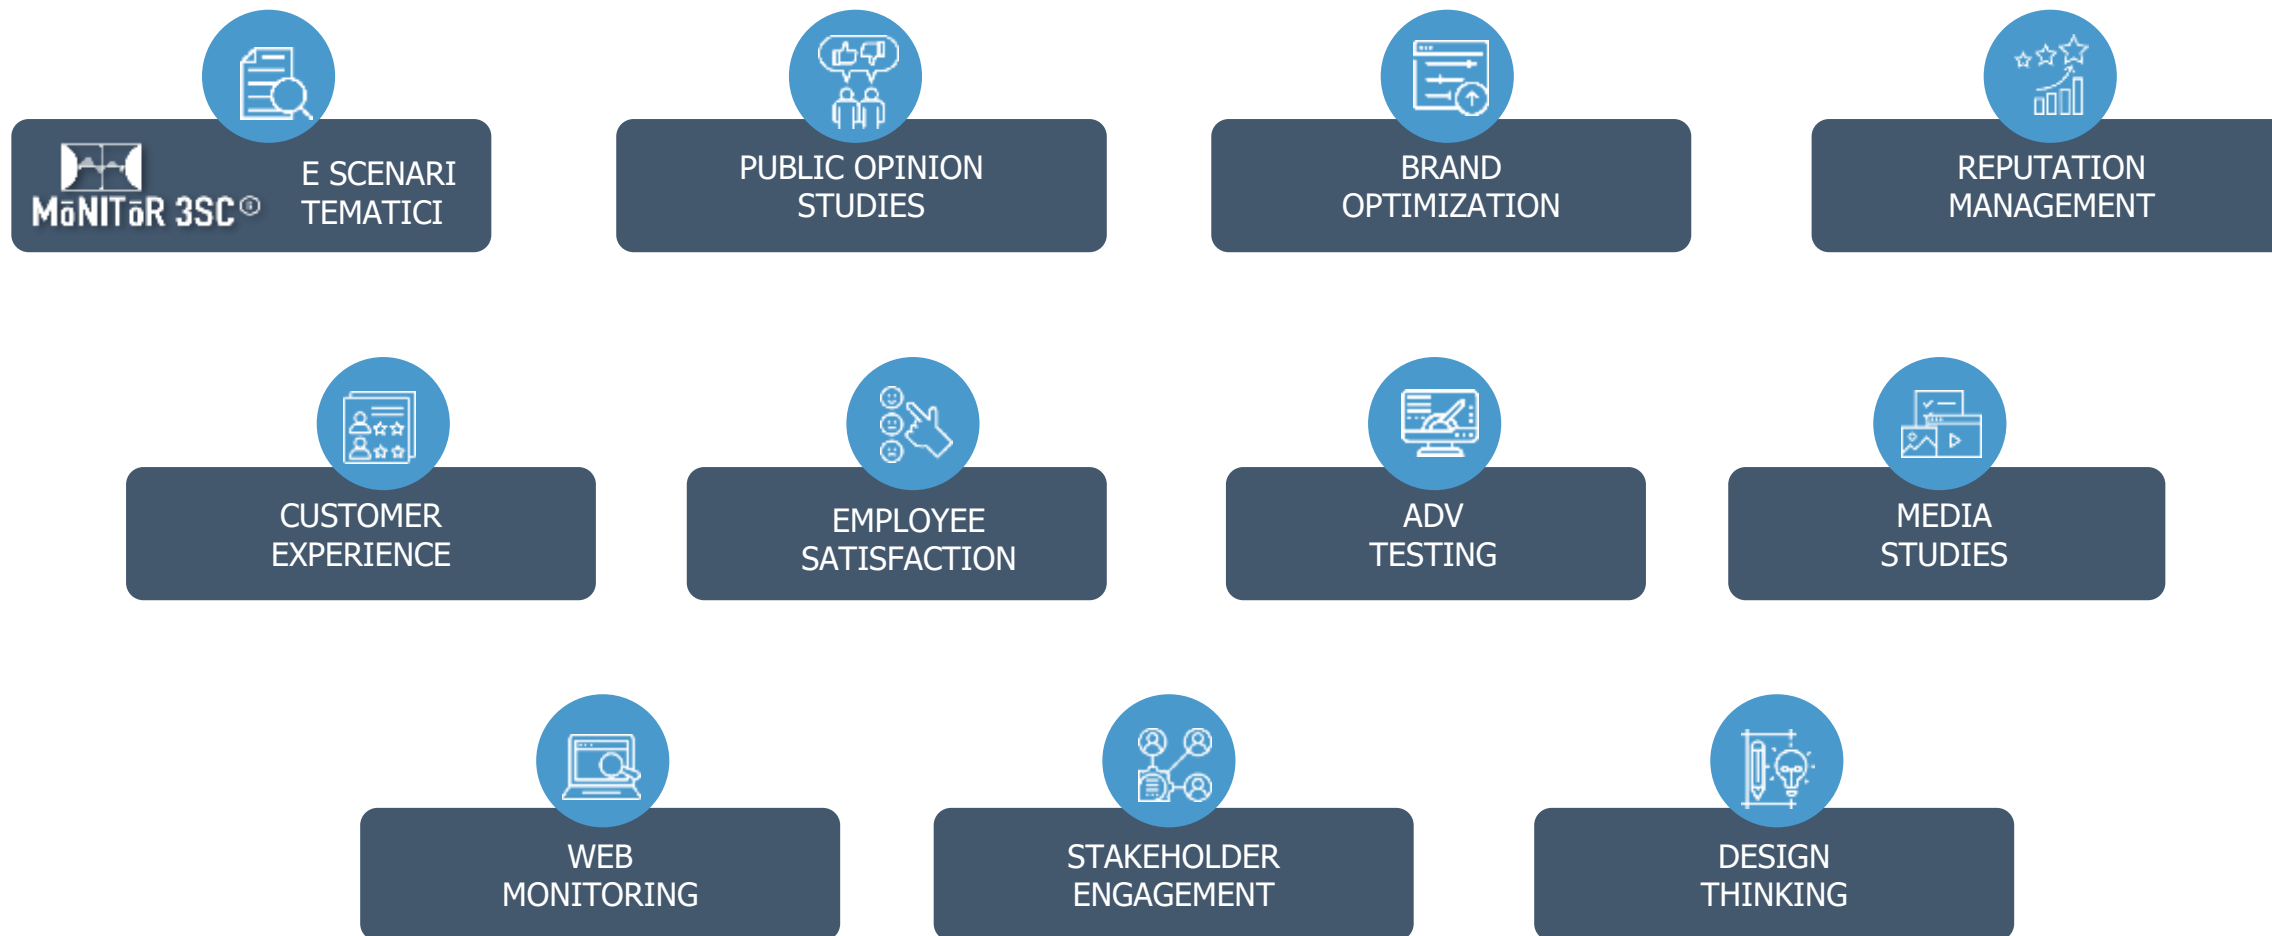 MōNITōR 3SC®
E SCENARI
TEMATICI
PUBLIC OPINION
STUDIES
BRAND
OPTIMIZATION
REPUTATION
MANAGEMENT
CUSTOMER
EXPERIENCE
EMPLOYEE
SATISFACTION
ADV
TESTING
MEDIA
STUDIES
WEB
MONITORING
STAKEHOLDER
ENGAGEMENT
DESIGN
THINKING